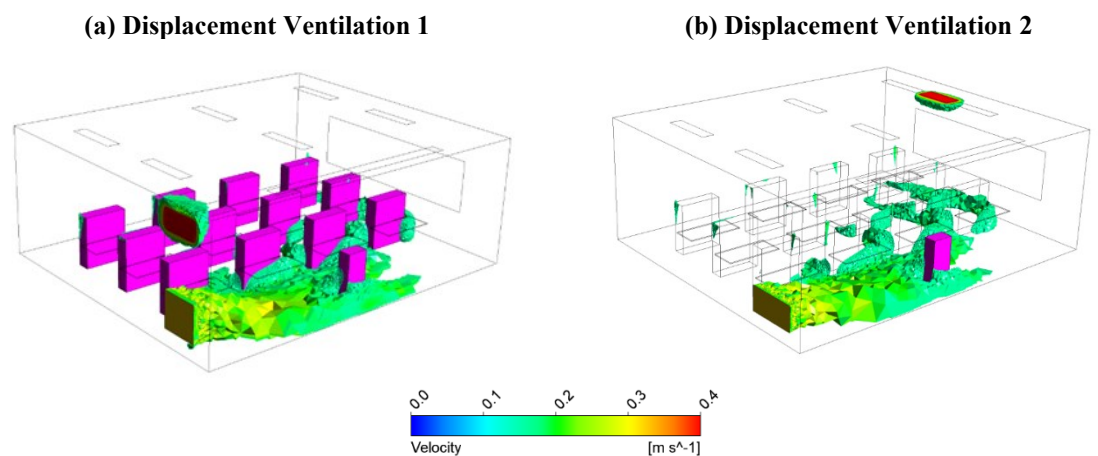 (a) Displacement Ventilation 1
(b) Displacement Ventilation 2
0.0 0.1 0.2 0.3 0.4
Velocity [m s^-1]